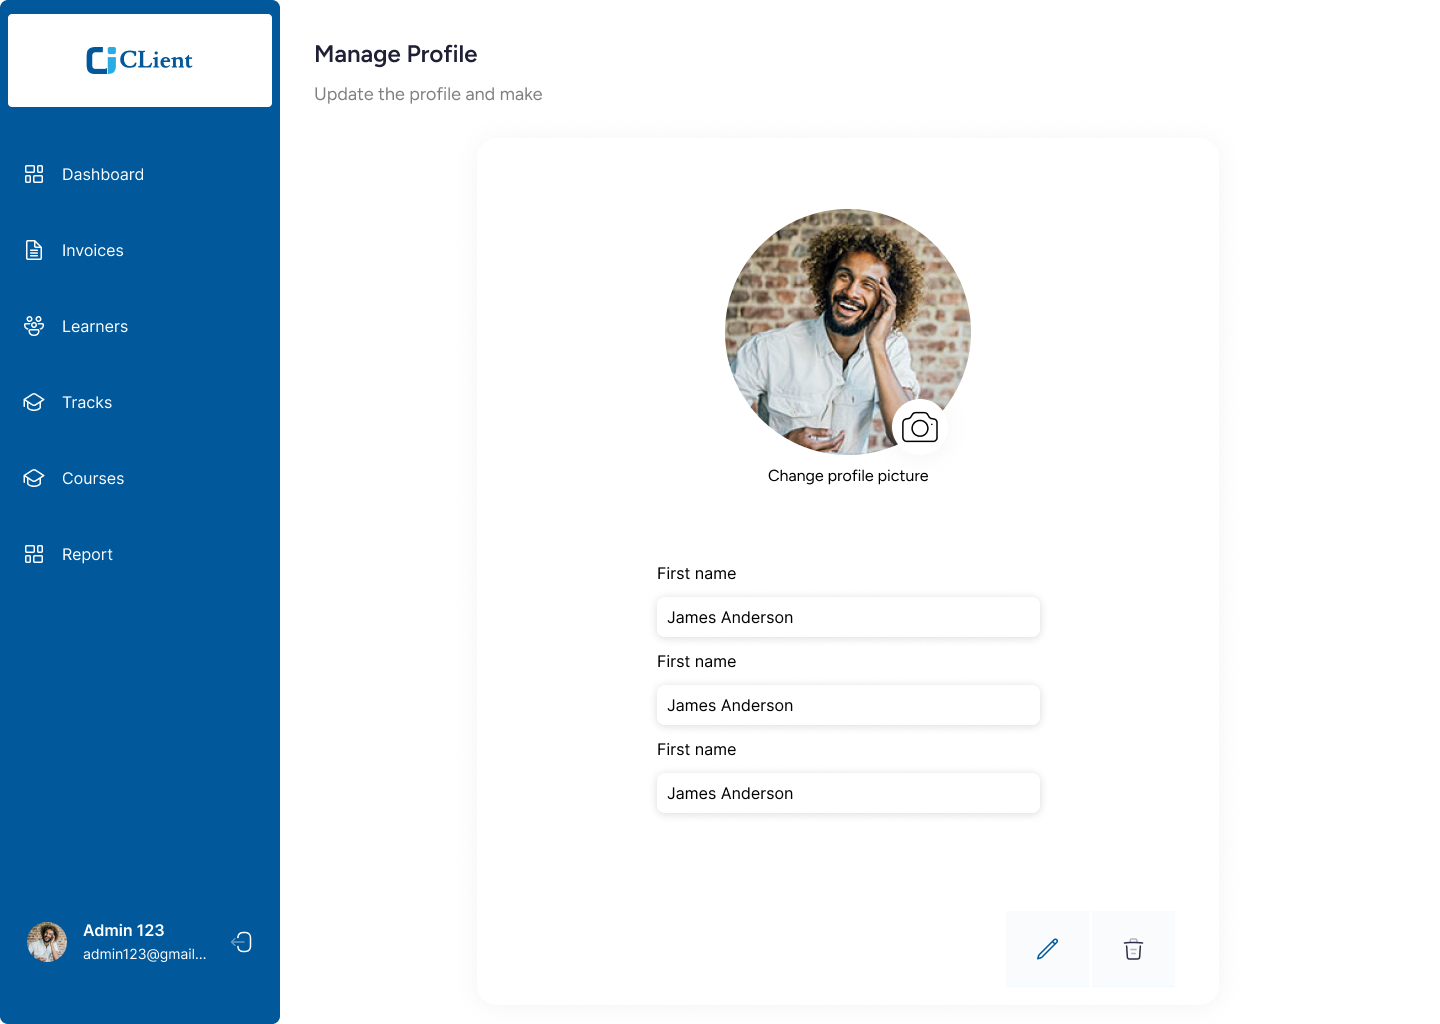 CLient
Dashboard
Invoices
Learners
Tracks
Courses
Report
Admin 123
admin123@gmail...
Manage Profile
Update the profile and make
Change profile picture
First name
James Anderson
First name
James Anderson
First name
James Anderson